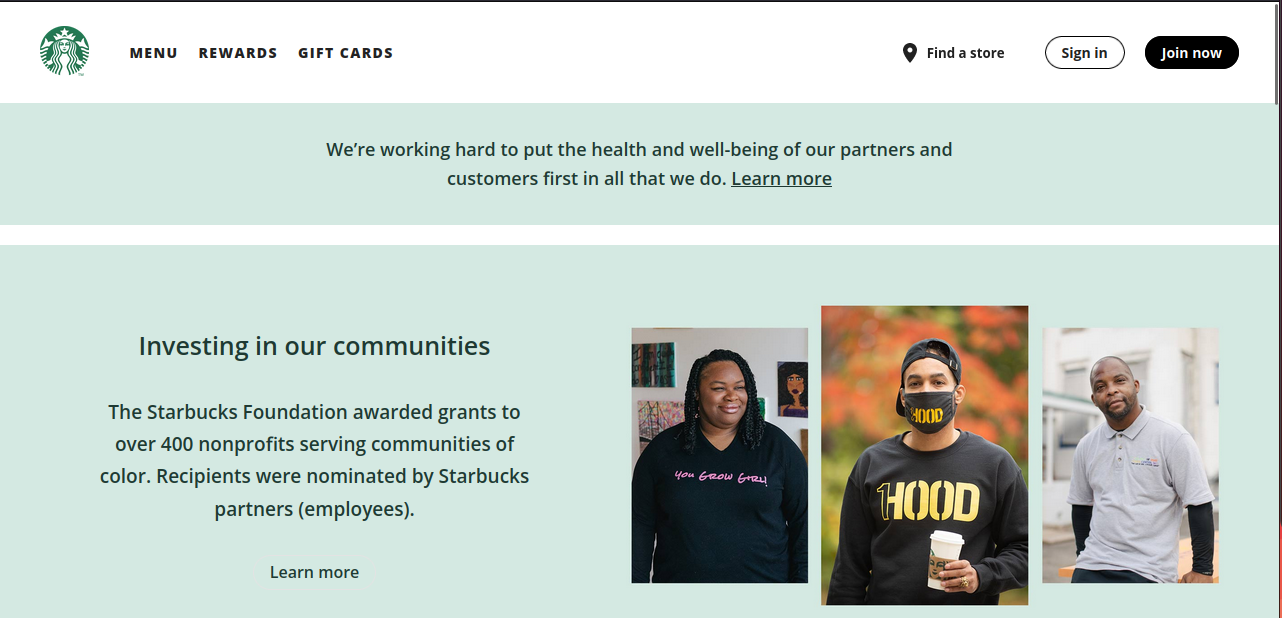 MENU REWARDS GIFT CARDS Find a store Sign in Join now
We’re working hard to put the health and well-being of our partners and
customers first in all that we do. Learn more
Investing in our communities
The Starbucks Foundation awarded grants to
over 400 nonprofits serving communities of
color. Recipients were nominated by Starbucks
partners (employees).
Learn more
YOU GROW GIRL!
HOOD
1HOOD